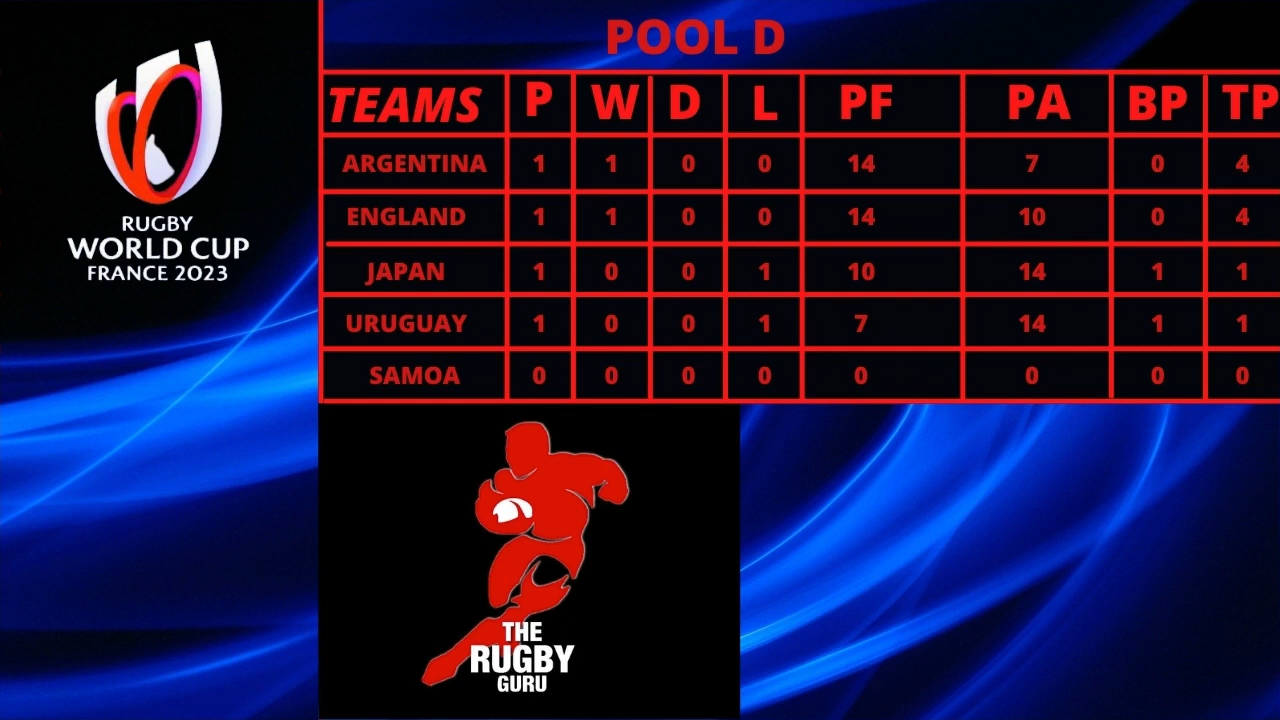 RUGBY
WORLD CUP
FRANCE 2023
POOL D
TEAMS P W D L PF PA BP TP
ARGENTINA 1 1 0 0 14 7 0 4
ENGLAND 1 1 0 0 14 10 0 4
JAPAN 1 0 0 1 10 14 1 1
URUGUAY 1 0 0 1 7 14 1 1
SAMOA 0 0 0 0 0 0 0 0
THE
RUGBY
GURU